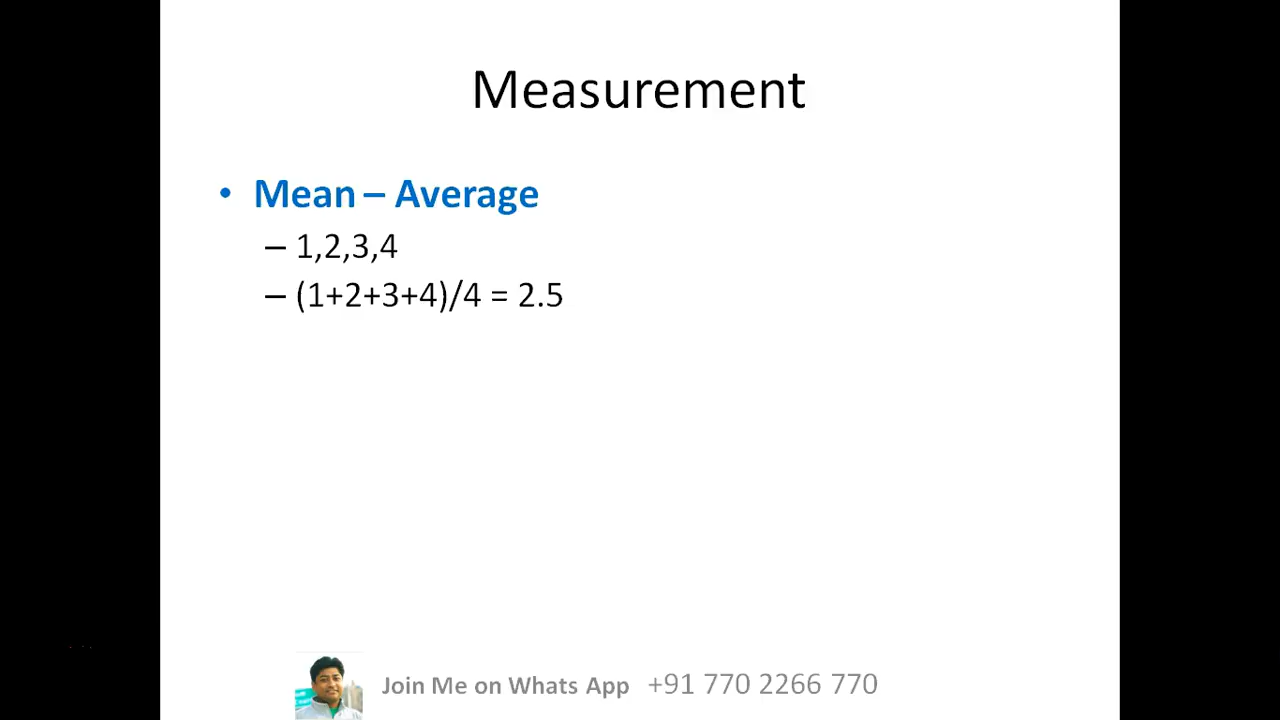 Measurement
• Mean – Average
– 1,2,3,4
– (1+2+3+4)/4 = 2.5
Join Me on Whats App +91 770 2266 770